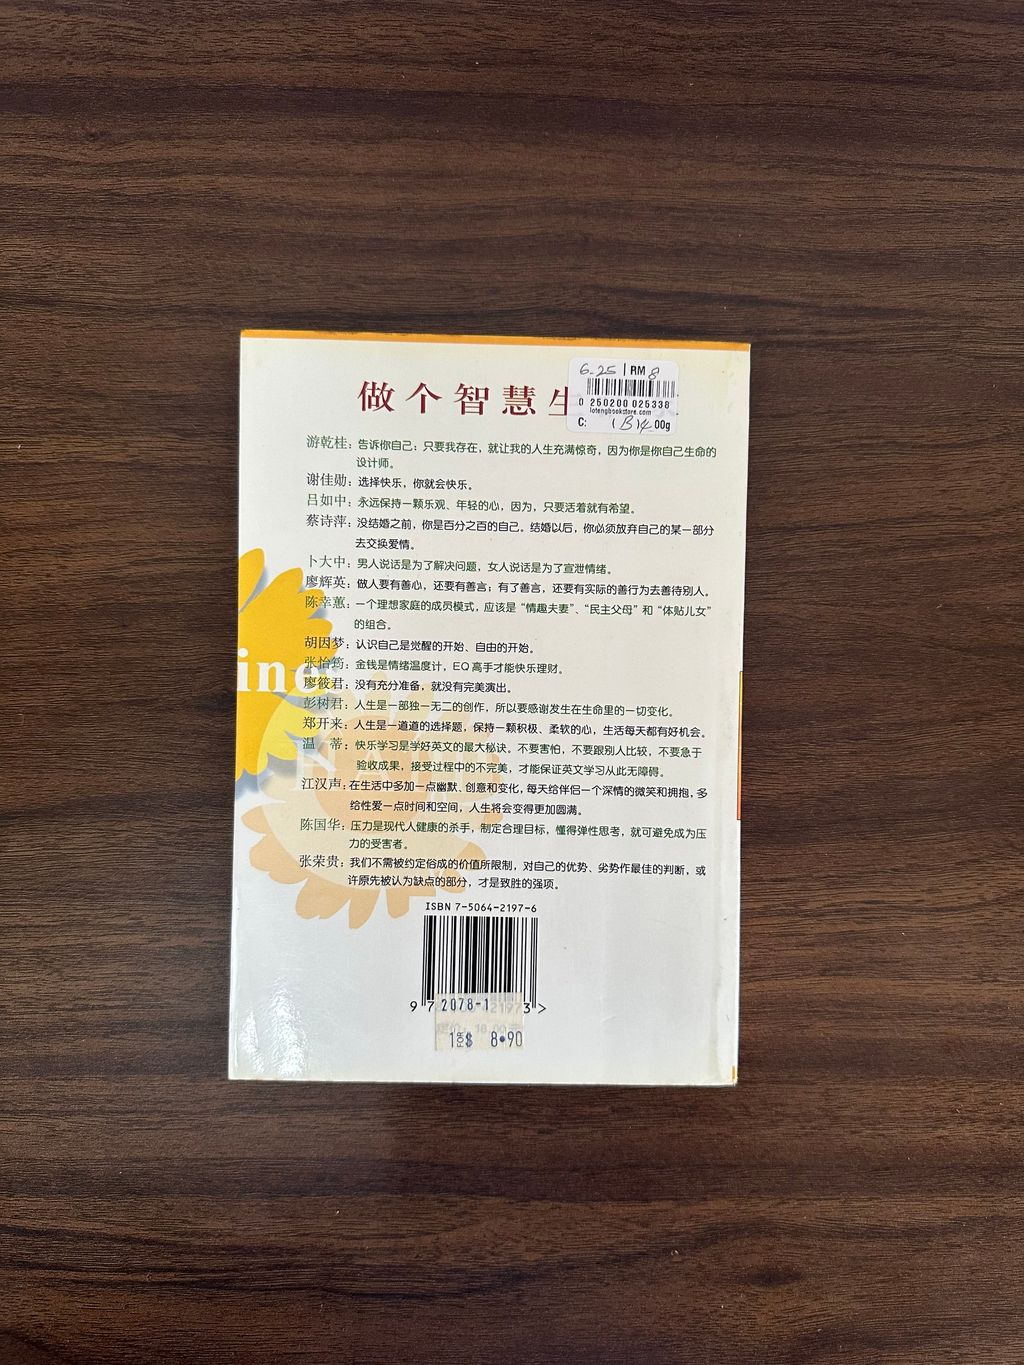 6-25 | RM 8
0 250200 025338
lotengbookstore.com
C: (B)4.00g
做个智慧生
游乾桂：告诉你自己：只要我存在，就让我的人生充满惊奇，因为你是你自己生命的
设计师。
谢佳勋：选择快乐，你就会快乐。
吕如中：永远保持一颗乐观、年轻的心，因为，只要活着就有希望。
蔡诗萍：没结婚之前，你是百分之百的自己。结婚以后，你必须放弃自己的某一部分
去交换爱情。
卜大中：男人说话是为了解决问题，女人说话是为了宣泄情绪。
廖辉英：做人要有善心，还要有善言；有了善言，还要有实际的善行为去善待别人。
陈幸蕙：一个理想家庭的成员模式，应该是“情趣夫妻”、“民主父母”和“体贴儿女”
的组合。
胡因梦：认识自己是觉醒的开始、自由的开始。
张怡筠：金钱是情绪温度计，EQ高手才能快乐理财。
廖筱君：没有充分准备，就没有完美演出。
彭树君：人生是一部独一无二的创作，所以要感谢发生在生命里的一切变化。
郑开来：人生是一道道的选择题，保持一颗积极、柔软的心，生活每天都有好机会。
温　蒂：快乐学习是学好英文的最大秘诀。不要害怕，不要跟别人比较，不要急于
验收成果，接受过程中的不完美，才能保证英文学习从此无障碍。
江汉声：在生活中多加一点幽默、创意和变化，每天给伴侣一个深情的微笑和拥抱，多
给性爱一点时间和空间，人生将会变得更加圆满。
陈国华：压力是现代人健康的杀手，制定合理目标，懂得弹性思考，就可避免成为压
力的受害者。
张荣贵：我们不需被约定俗成的价值所限制，对自己的优势、劣势作最佳的判断，或
许原先被认为缺点的部分，才是致胜的强项。
ISBN 7-5064-2197-6
9 7 2078-1 21973 >
8•90